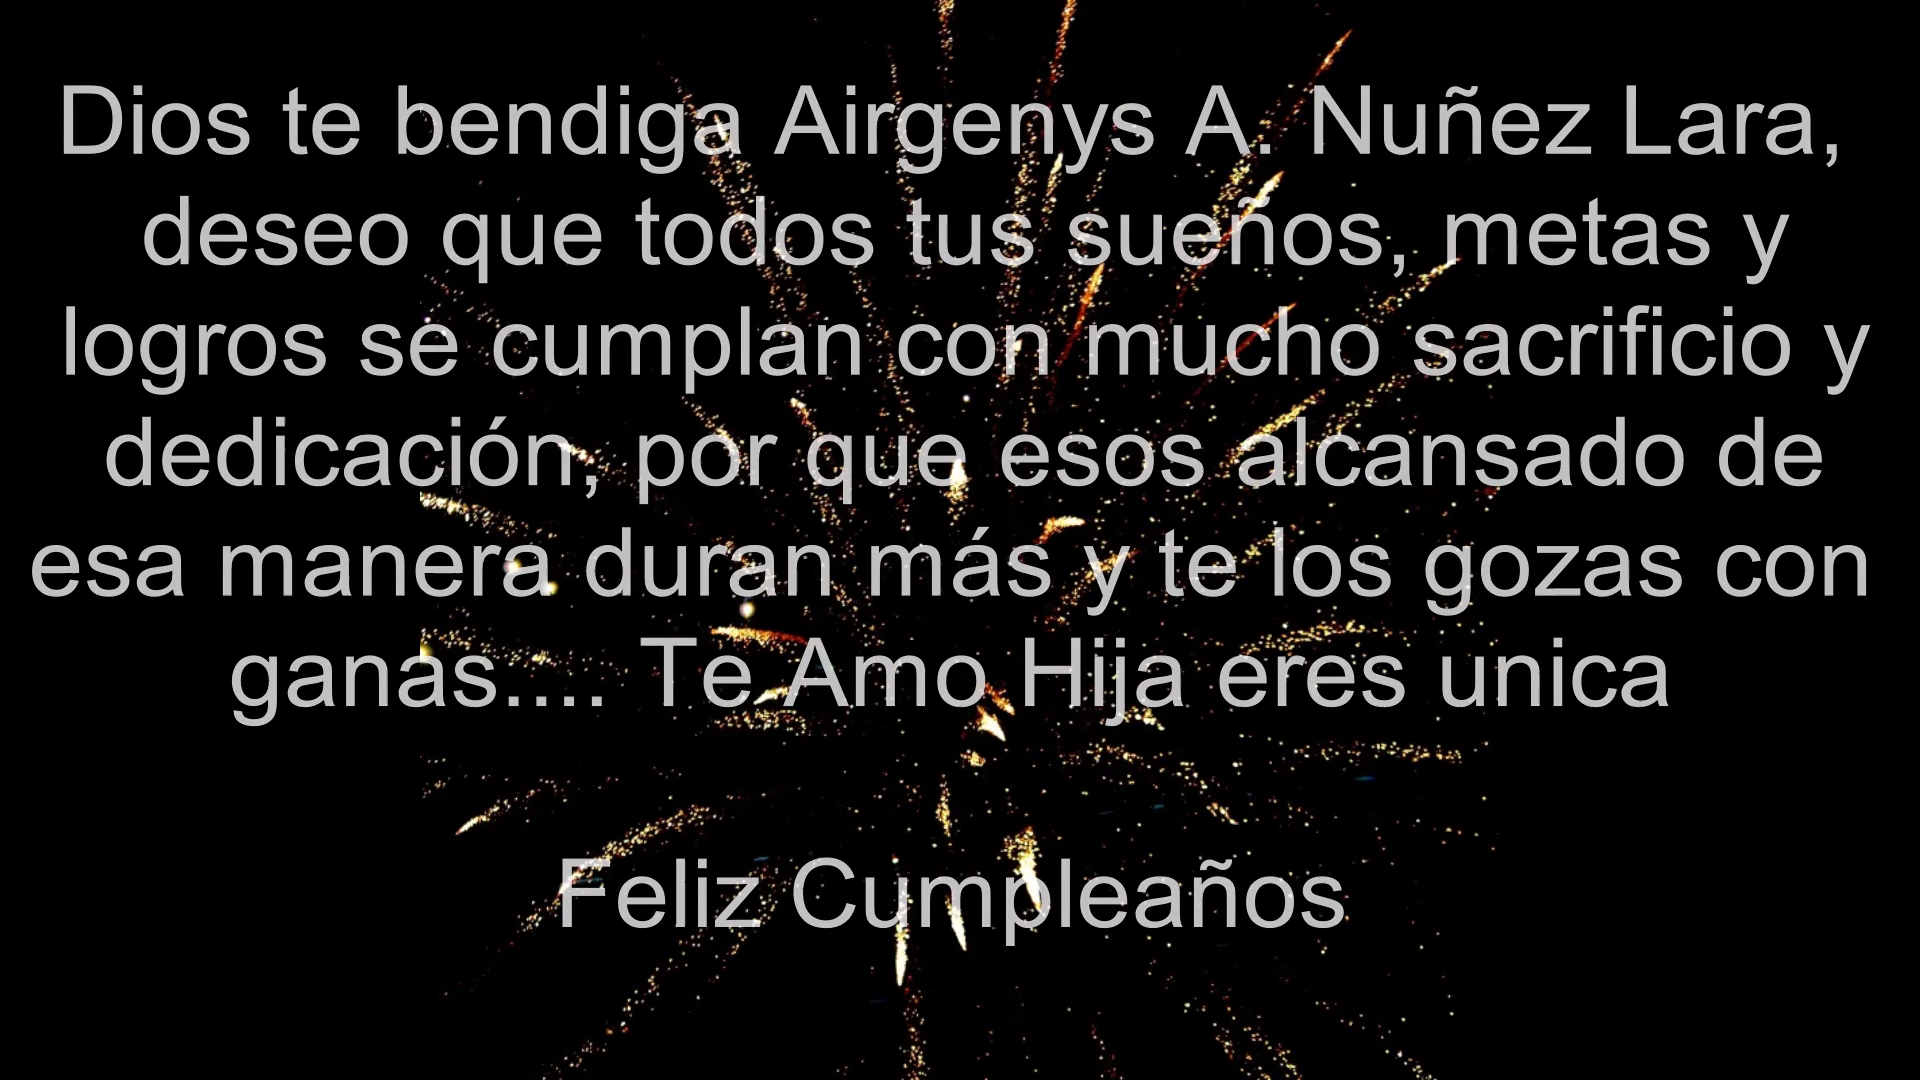 Dios te bendiga Airgenys A. Nuñez Lara,
deseo que todos tus sueños, metas y
logros se cumplan con mucho sacrificio y
dedicación, por que esos alcansado de
esa manera duran más y te los gozas con
ganas.... Te Amo Hija eres unica
Feliz Cumpleaños